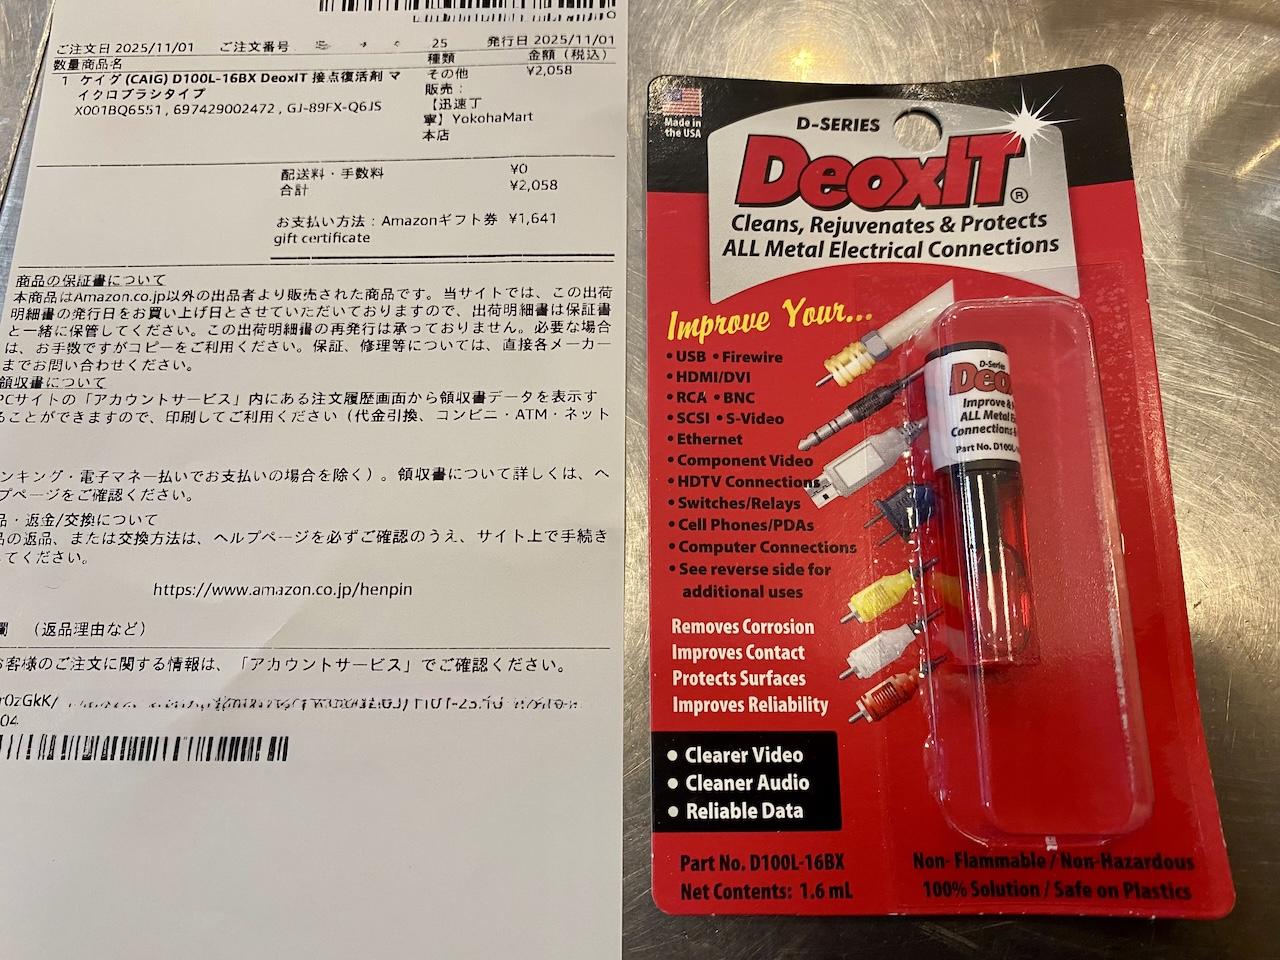 ご注文日 2025/11/01 ご注文番号 25 発行日 2025/11/01
数量 商品名 種類 金額（税込）
1 ケイグ (CAIG) D100L-16BX DeoxIT 接点復活剤 マイクロブラシタイプ
X001BQ6551 , 697429002472 , GJ-89FX-Q6JS
その他
販売：
【迅速丁
寧】YokohaMart
本店
¥2,058
配送料・手数料 ¥0
合計 ¥2,058
お支払い方法：Amazonギフト券 ¥1,641
gift certificate
商品の保証書について
本商品はAmazon.co.jp以外の出品者より販売された商品です。当サイトでは、この出荷
明細書の発行日をお買い上げ日とさせていただいておりますので、出荷明細書は保証書
と一緒に保管してください。この出荷明細書の再発行は承っておりません。必要な場合
は、お手数ですがコピーをご利用ください。保証、修理等については、直接各メーカー
までお問い合わせください。
領収書について
PCサイトの「アカウントサービス」内にある注文履歴画面から領収書データを表示す
ることができますので、印刷してご利用ください（代金引換、コンビニ・ATM・ネット
ンキング・電子マネー払いでお支払いの場合を除く）。領収書について詳しくは、ヘ
プページをご確認ください。
品・返金/交換について
品の返品、または交換方法は、ヘルプページを必ずご確認のうえ、サイト上で手続き
してください。
https://www.amazon.co.jp/henpin
欄 （返品理由など）
お客様のご注文に関する情報は、「アカウントサービス」でご確認ください。
r0zGkK/
04
Made in
the USA
D-SERIES
DeoxIT®
Cleans, Rejuvenates & Protects
ALL Metal Electrical Connections
Improve Your...
• USB • Firewire
• HDMI/DVI
• RCA • BNC
• SCSI • S-Video
• Ethernet
• Component Video
• HDTV Connections
• Switches/Relays
• Cell Phones/PDAs
• Computer Connections
• See reverse side for
additional uses
Removes Corrosion
Improves Contact
Protects Surfaces
Improves Reliability
• Clearer Video
• Cleaner Audio
• Reliable Data
Part No. D100L-16BX
Net Contents: 1.6 mL
Non- Flammable / Non-Hazardous
100% Solution / Safe on Plastics
D-Series
Deo
Improve &
ALL Metal
Connections
Part No. D100L